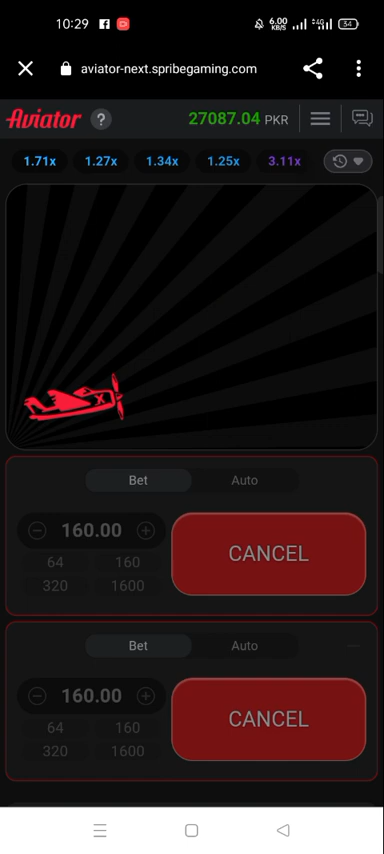 10:29 6.00 KB/S 4G 54
aviator-next.spribegaming.com
Aviator ? 27087.04 PKR
1.71x 1.27x 1.34x 1.25x 3.11x
X
Bet Auto
160.00
64 160
320 1600
CANCEL
Bet Auto
160.00
64 160
320 1600
CANCEL